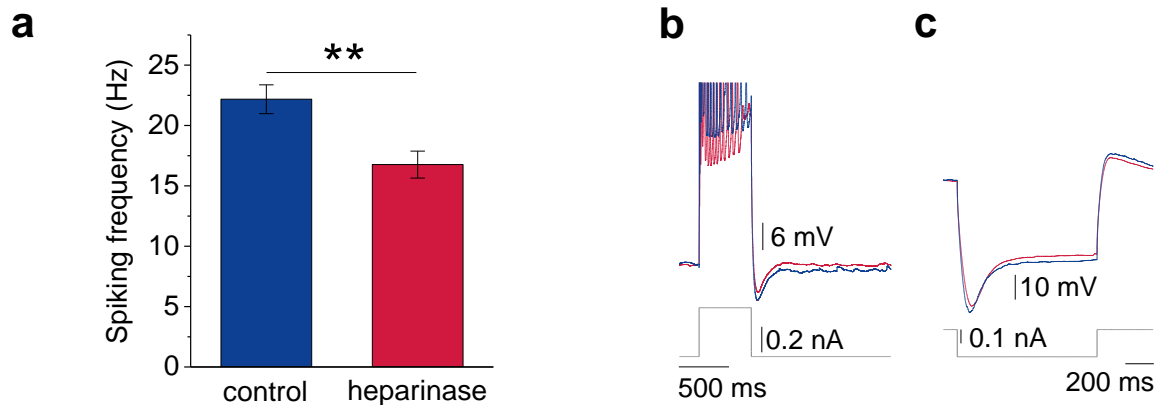 a
Spiking frequency (Hz)
25
20
15
10
5
0
**
control
heparinase
b
6 mV
0.2 nA
500 ms
c
10 mV
0.1 nA
200 ms